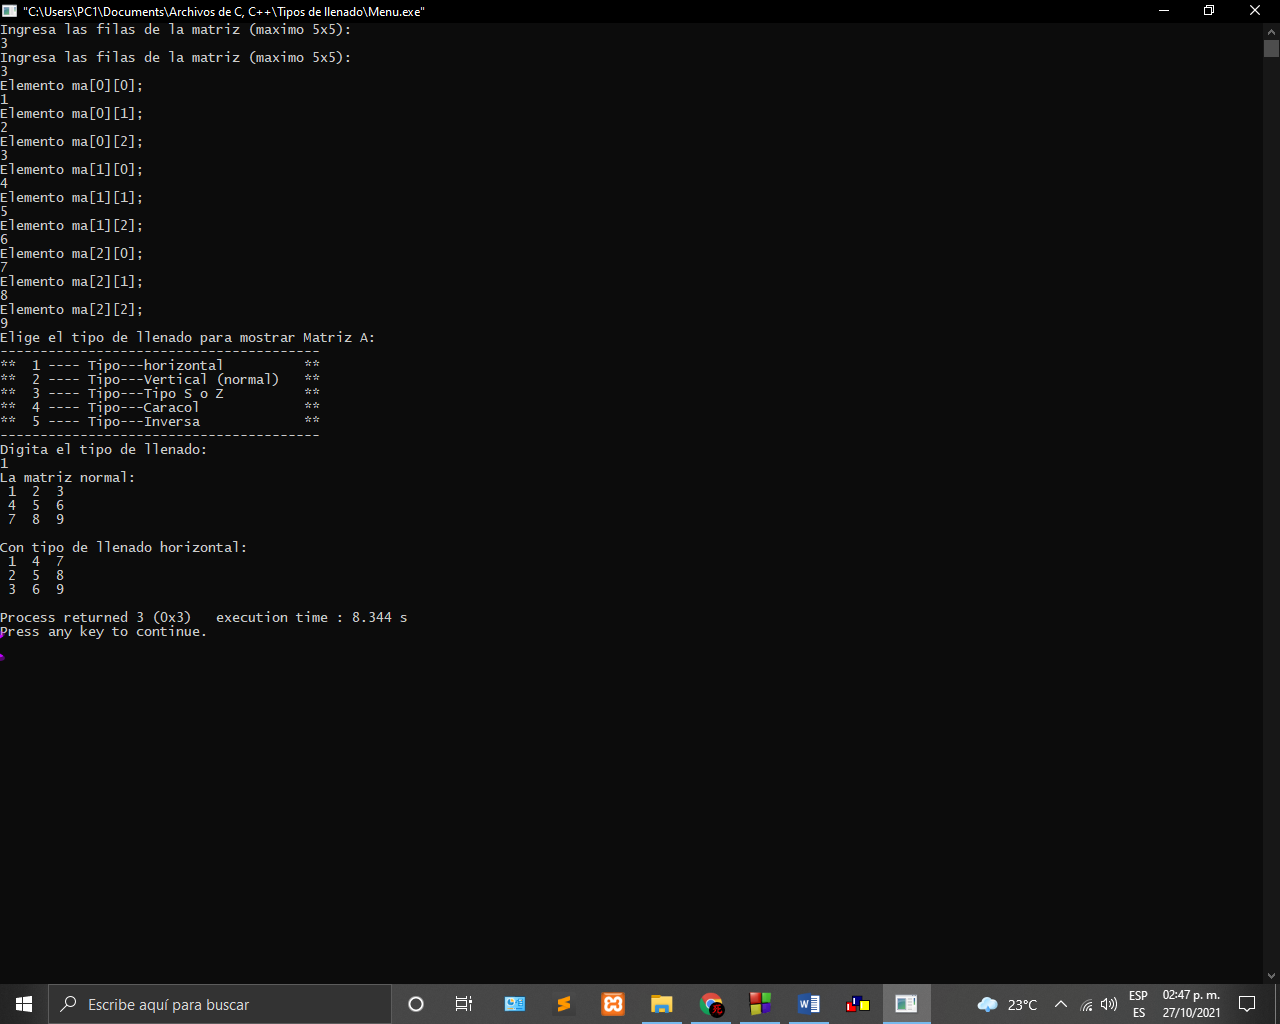 "C:\Users\PC1\Documents\Archivos de C, C++\Tipos de llenado\Menu.exe"
Ingresa las filas de la matriz (maximo 5x5):
3
Ingresa las filas de la matriz (maximo 5x5):
3
Elemento ma[0][0];
1
Elemento ma[0][1];
2
Elemento ma[0][2];
3
Elemento ma[1][0];
4
Elemento ma[1][1];
5
Elemento ma[1][2];
6
Elemento ma[2][0];
7
Elemento ma[2][1];
8
Elemento ma[2][2];
9
Elige el tipo de llenado para mostrar Matriz A:
----------------------------------------
**  1 ---- Tipo---horizontal          **
**  2 ---- Tipo---Vertical (normal)   **
**  3 ---- Tipo---Tipo S o Z          **
**  4 ---- Tipo---Caracol             **
**  5 ---- Tipo---Inversa             **
----------------------------------------
Digita el tipo de llenado:
1
La matriz normal:
1  2  3
4  5  6
7  8  9
Con tipo de llenado horizontal:
1  4  7
2  5  8
3  6  9
Process returned 3 (0x3)   execution time : 8.344 s
Press any key to continue.
Escribe aquí para buscar
23°C
ESP
ES
02:47 p. m.
27/10/2021